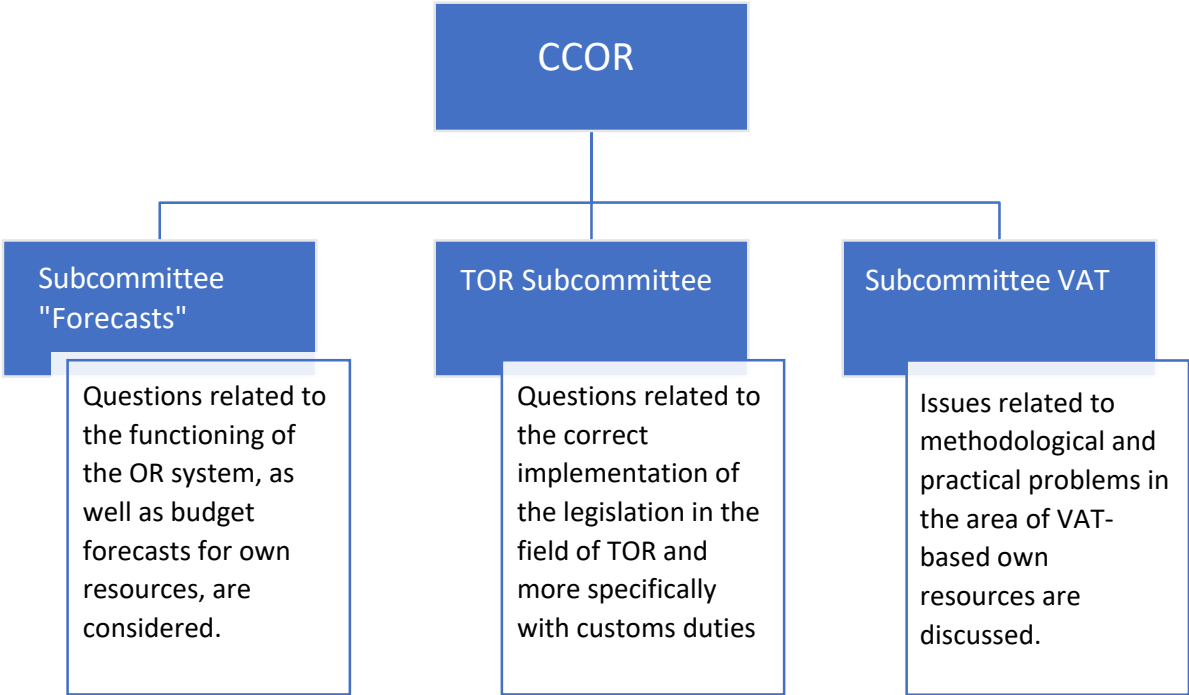 CCOR
Subcommittee
"Forecasts"
Questions related to
the functioning of
the OR system, as
well as budget
forecasts for own
resources, are
considered.
TOR Subcommittee
Questions related to
the correct
implementation of
the legislation in the
field of TOR and
more specifically
with customs duties
Subcommittee VAT
Issues related to
methodological and
practical problems in
the area of VAT-
based own
resources are
discussed.